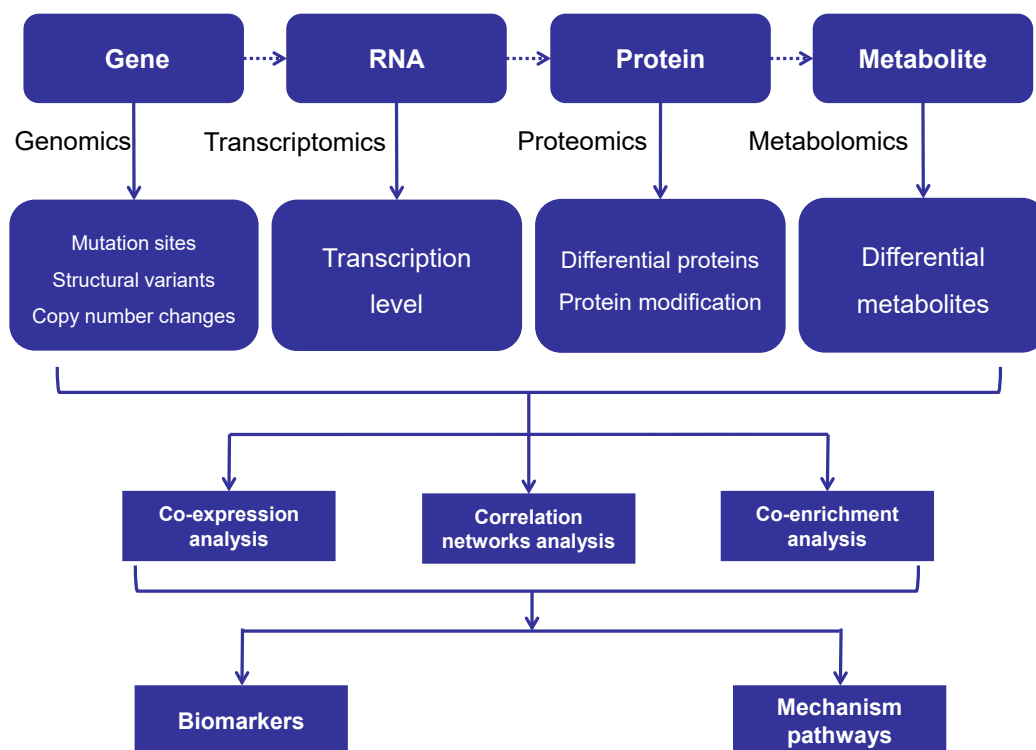 Gene
RNA
Protein
Metabolite
Genomics
Transcriptomics
Proteomics
Metabolomics
Mutation sites
Structural variants
Copy number changes
Transcription
level
Differential proteins
Protein modification
Differential
metabolites
Co-expression
analysis
Correlation
networks analysis
Co-enrichment
analysis
Biomarkers
Mechanism
pathways